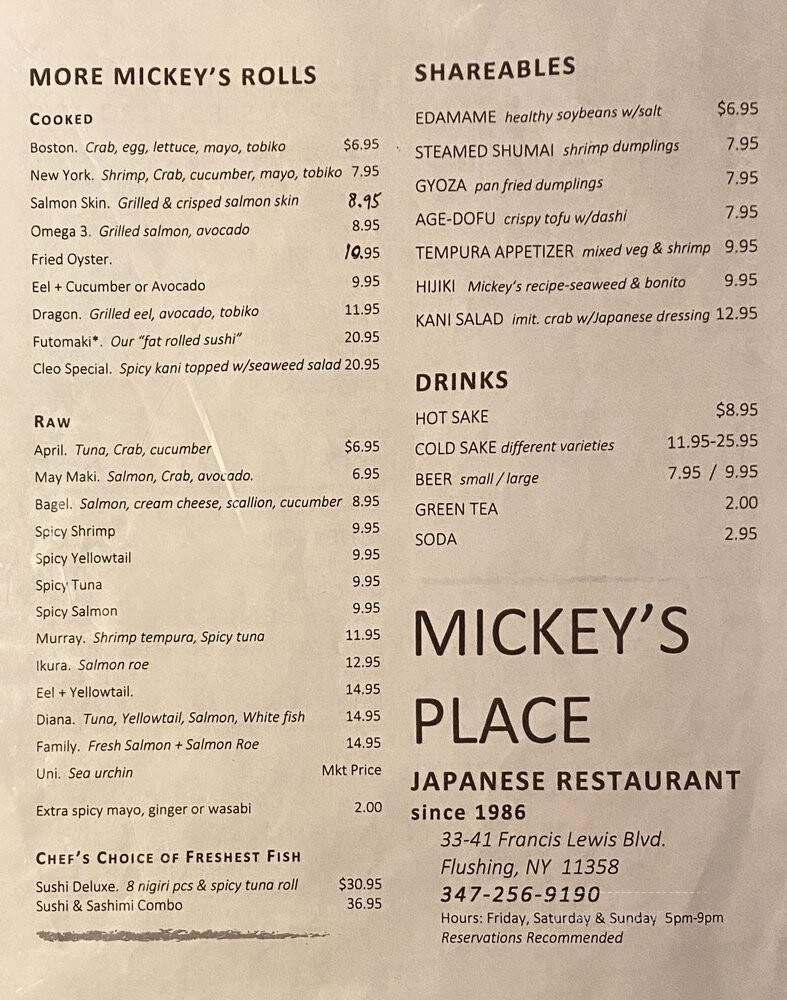 MORE MICKEY'S ROLLS
COOKED
Boston. Crab, egg, lettuce, mayo, tobiko $6.95
New York. Shrimp, Crab, cucumber, mayo, tobiko 7.95
Salmon Skin. Grilled & crisped salmon skin 8.95
Omega 3. Grilled salmon, avocado 8.95
Fried Oyster. 10.95
Eel + Cucumber or Avocado 9.95
Dragon. Grilled eel, avocado, tobiko 11.95
Futomaki*. Our "fat rolled sushi" 20.95
Cleo Special. Spicy kani topped w/seaweed salad 20.95
RAW
April. Tuna, Crab, cucumber $6.95
May Maki. Salmon, Crab, avocado. 6.95
Bagel. Salmon, cream cheese, scallion, cucumber 8.95
Spicy Shrimp 9.95
Spicy Yellowtail 9.95
Spicy Tuna 9.95
Spicy Salmon 9.95
Murray. Shrimp tempura, Spicy tuna 11.95
Ikura. Salmon roe 12.95
Eel + Yellowtail. 14.95
Diana. Tuna, Yellowtail, Salmon, White fish 14.95
Family. Fresh Salmon + Salmon Roe 14.95
Uni. Sea urchin Mkt Price
Extra spicy mayo, ginger or wasabi 2.00
CHEF'S CHOICE OF FRESHEST FISH
Sushi Deluxe. 8 nigiri pcs & spicy tuna roll $30.95
Sushi & Sashimi Combo 36.95
SHAREABLES
EDAMAME healthy soybeans w/salt $6.95
STEAMED SHUMAI shrimp dumplings 7.95
GYOZA pan fried dumplings 7.95
AGE-DOFU crispy tofu w/dashi 7.95
TEMPURA APPETIZER mixed veg & shrimp 9.95
HIJIKI Mickey's recipe-seaweed & bonito 9.95
KANI SALAD imit. crab w/Japanese dressing 12.95
DRINKS
HOT SAKE $8.95
COLD SAKE different varieties 11.95-25.95
BEER small / large 7.95 / 9.95
GREEN TEA 2.00
SODA 2.95
MICKEY'S
PLACE
JAPANESE RESTAURANT
since 1986
33-41 Francis Lewis Blvd.
Flushing, NY 11358
347-256-9190
Hours: Friday, Saturday & Sunday 5pm-9pm
Reservations Recommended